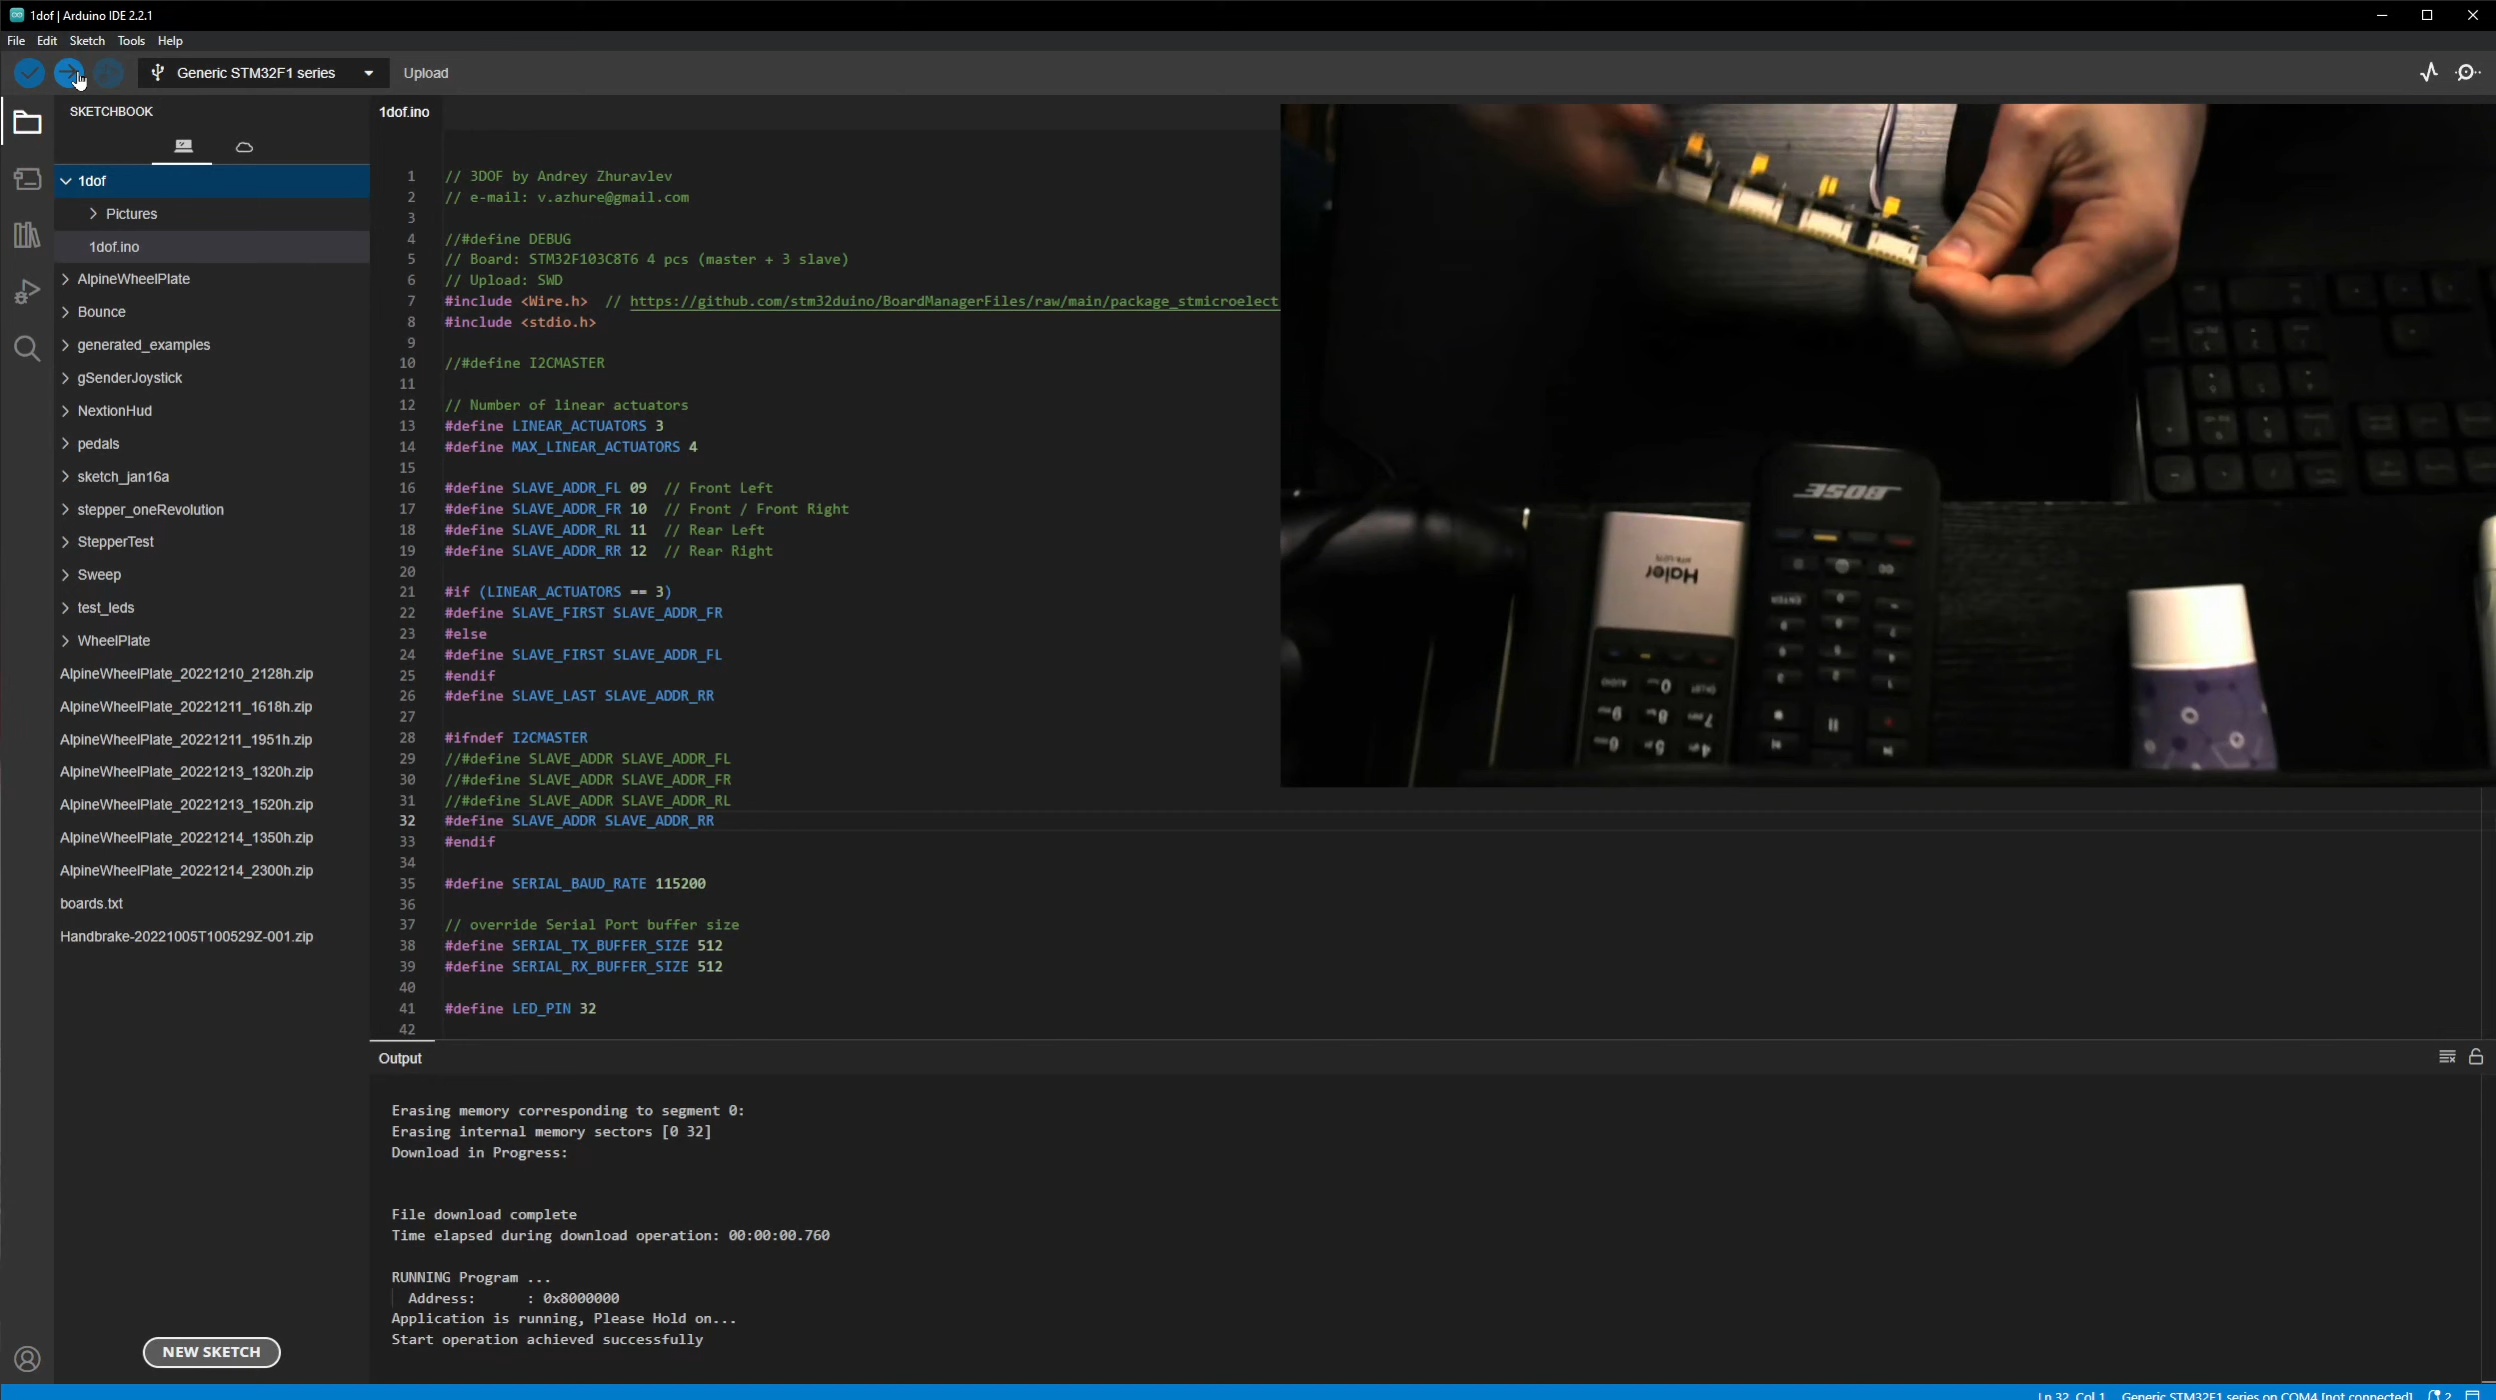 1dof | Arduino IDE 2.2.1
File Edit Sketch Tools Help
Generic STM32F1 series
Upload
SKETCHBOOK
1dof
Pictures
1dof.ino
AlpineWheelPlate
Bounce
generated_examples
gSenderJoystick
NextionHud
pedals
sketch_jan16a
stepper_oneRevolution
StepperTest
Sweep
test_leds
WheelPlate
AlpineWheelPlate_20221210_2128h.zip
AlpineWheelPlate_20221211_1618h.zip
AlpineWheelPlate_20221211_1951h.zip
AlpineWheelPlate_20221213_1320h.zip
AlpineWheelPlate_20221213_1520h.zip
AlpineWheelPlate_20221214_1350h.zip
AlpineWheelPlate_20221214_2300h.zip
boards.txt
Handbrake-20221005T100529Z-001.zip
NEW SKETCH
1dof.ino
1 // 3DOF by Andrey Zhuravlev
2 // e-mail: v.azhure@gmail.com
3
4 //#define DEBUG
5 // Board: STM32F103C8T6 4 pcs (master + 3 slave)
6 // Upload: SWD
7 #include <Wire.h> // https://github.com/stm32duino/BoardManagerFiles/raw/main/package_stmicroelect
8 #include <stdio.h>
9
10 //#define I2CMASTER
11
12 // Number of linear actuators
13 #define LINEAR_ACTUATORS 3
14 #define MAX_LINEAR_ACTUATORS 4
15
16 #define SLAVE_ADDR_FL 09 // Front Left
17 #define SLAVE_ADDR_FR 10 // Front / Front Right
18 #define SLAVE_ADDR_RL 11 // Rear Left
19 #define SLAVE_ADDR_RR 12 // Rear Right
20
21 #if (LINEAR_ACTUATORS == 3)
22 #define SLAVE_FIRST SLAVE_ADDR_FR
23 #else
24 #define SLAVE_FIRST SLAVE_ADDR_FL
25 #endif
26 #define SLAVE_LAST SLAVE_ADDR_RR
27
28 #ifndef I2CMASTER
29 //#define SLAVE_ADDR SLAVE_ADDR_FL
30 //#define SLAVE_ADDR SLAVE_ADDR_FR
31 //#define SLAVE_ADDR SLAVE_ADDR_RL
32 #define SLAVE_ADDR SLAVE_ADDR_RR
33 #endif
34
35 #define SERIAL_BAUD_RATE 115200
36
37 // override Serial Port buffer size
38 #define SERIAL_TX_BUFFER_SIZE 512
39 #define SERIAL_RX_BUFFER_SIZE 512
40
41 #define LED_PIN 32
42
BOSE
Haier
ENTER
Output
Erasing memory corresponding to segment 0:
Erasing internal memory sectors [0 32]
Download in Progress:
File download complete
Time elapsed during download operation: 00:00:00.760
RUNNING Program ...
Address: : 0x8000000
Application is running, Please Hold on...
Start operation achieved successfully
Ln 32, Col 1 Generic STM32F1 series on COM4 [not connected] 2